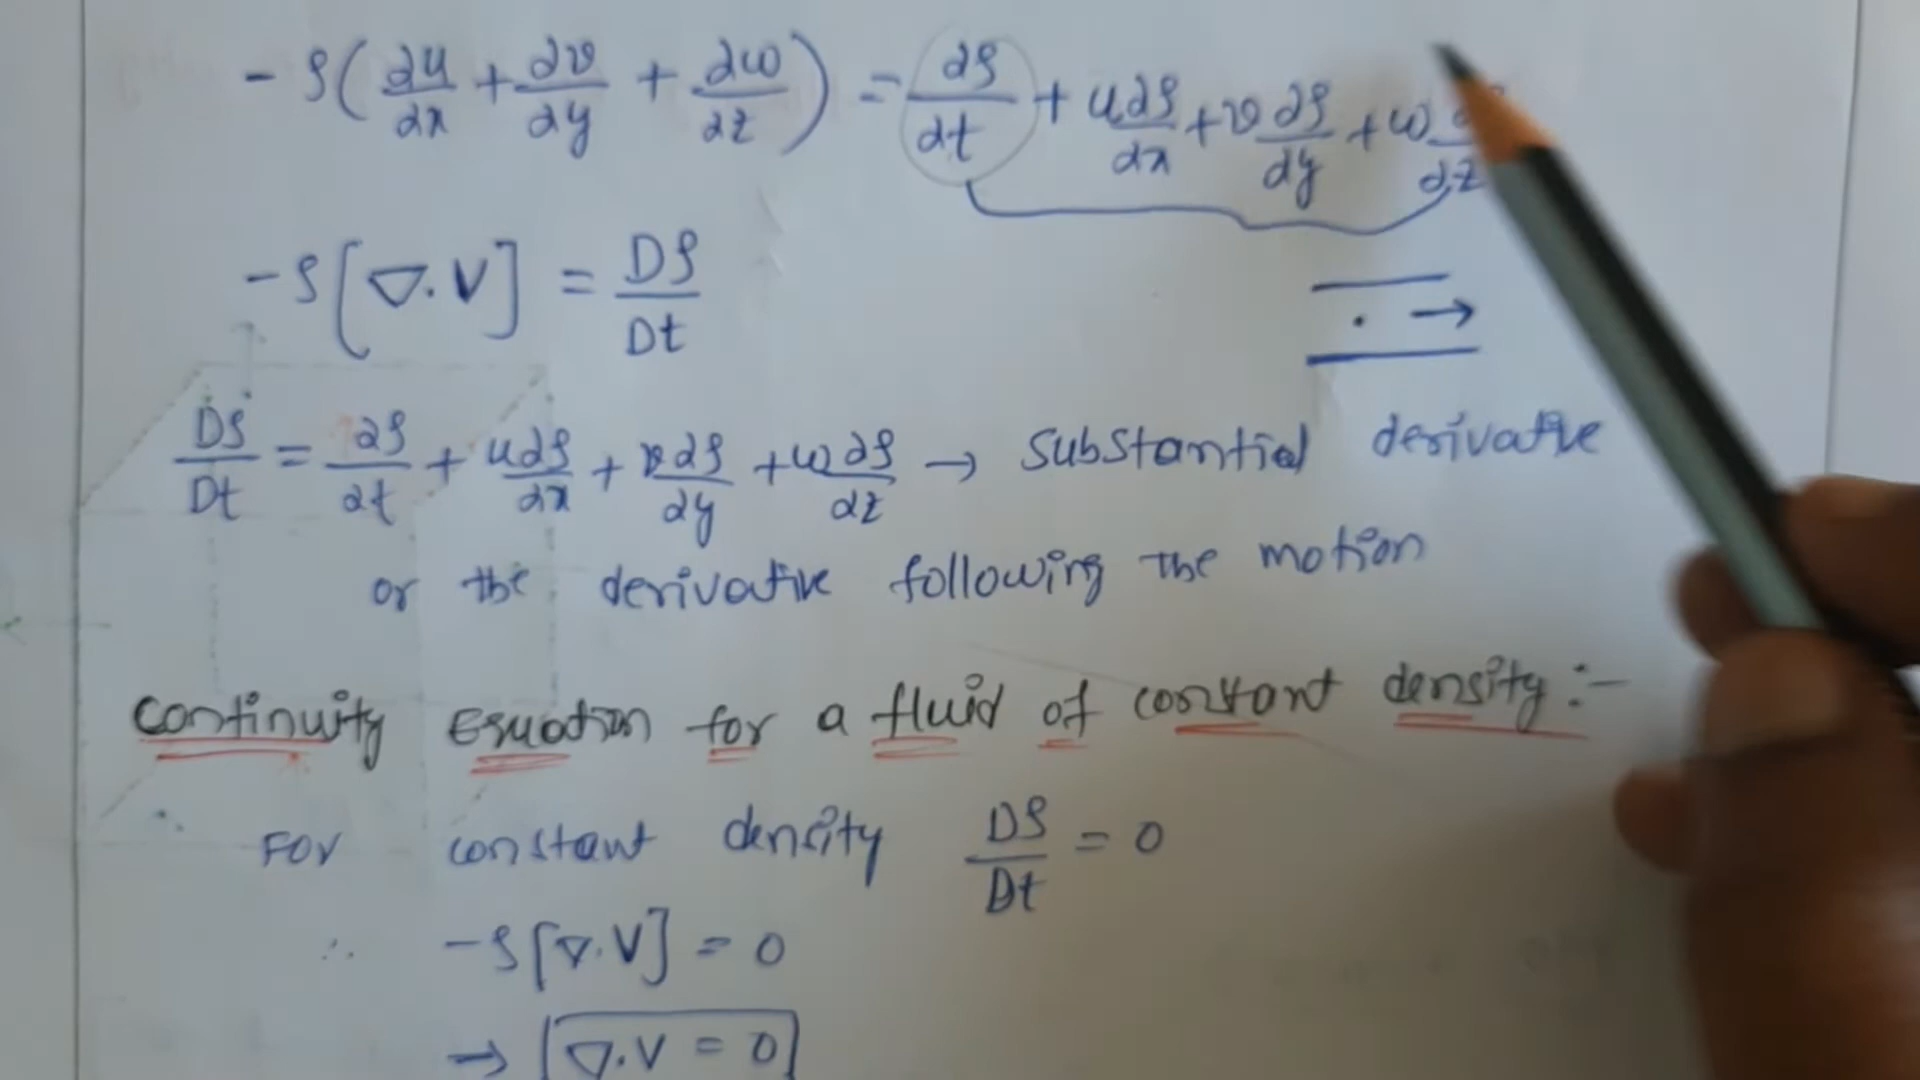 -ρ(∂u/∂x + ∂v/∂y + ∂w/∂z) = ∂ρ/∂t + u∂ρ/∂x + v∂ρ/∂y + w∂/∂z
-ρ[∇.V] = Dρ/Dt
Dρ/Dt = ∂ρ/∂t + u∂ρ/∂x + v∂ρ/∂y + w∂ρ/∂z → Substantial derivative
or the derivative following the motion
Continuity Equation for a fluid of constant density :-
For constant density Dρ/Dt = 0
∴ -ρ[∇.V] = 0
→ ∇.V = 0